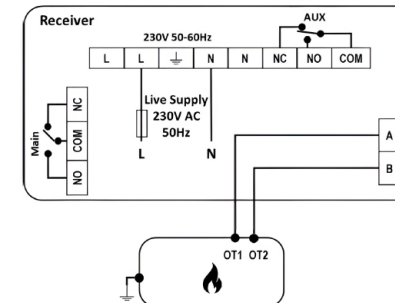 Receiver
AUX
230V 50-60Hz
L L N N NC NO COM
Live Supply
230V AC
50Hz
L N
Main
NC
COM
NO
A
B
OT1 OT2